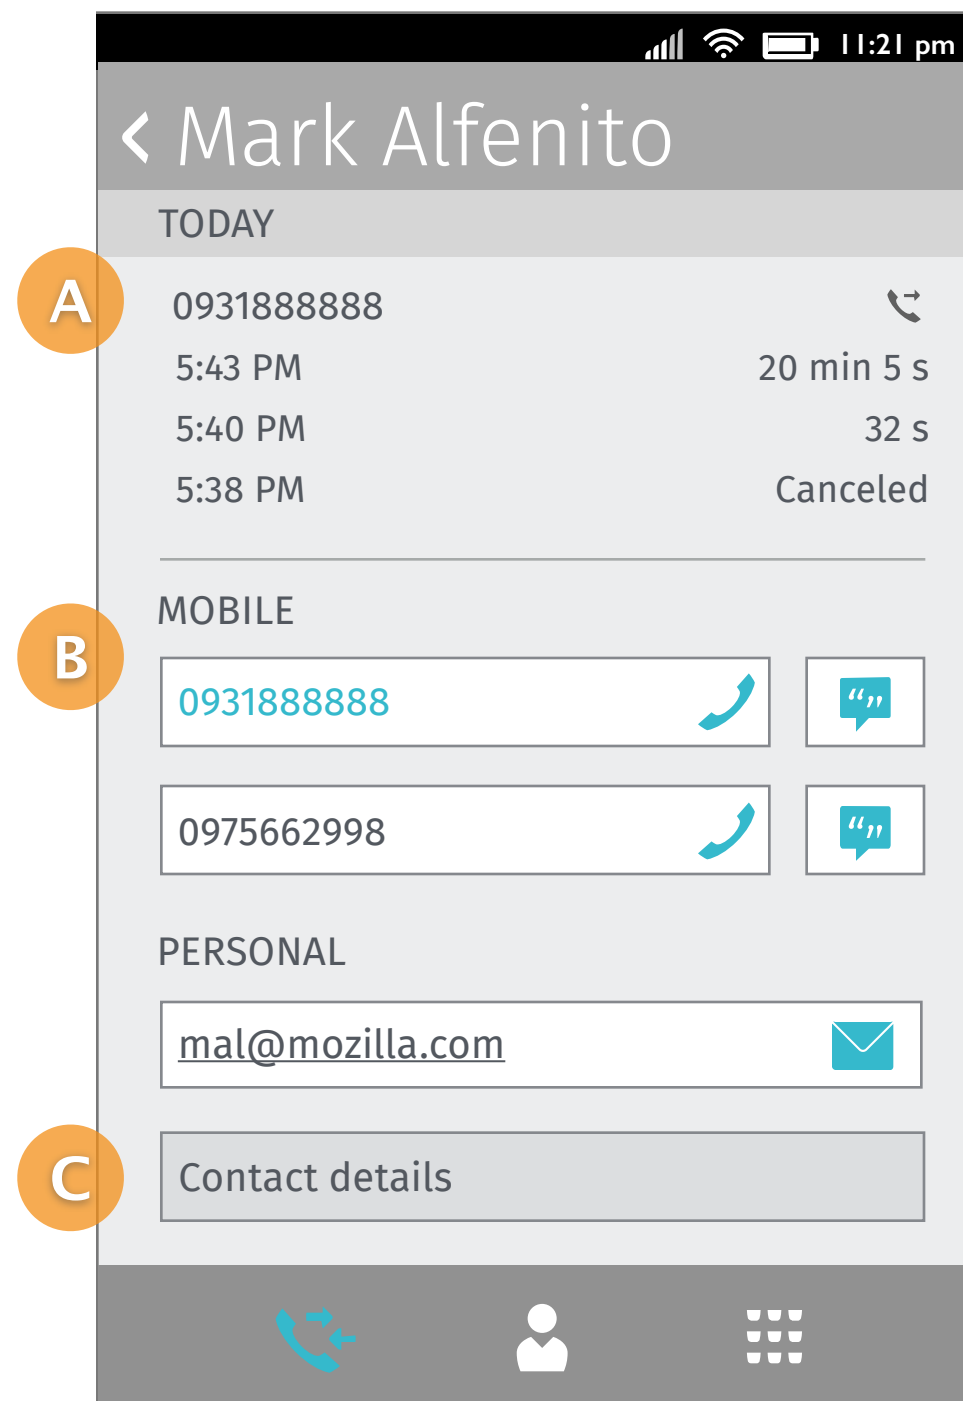 11:21 pm
Mark Alfenito
TODAY
A
0931888888
5:43 PM 20 min 5 s
5:40 PM 32 s
5:38 PM Canceled
MOBILE
B
0931888888
0975662998
PERSONAL
mal@mozilla.com
C
Contact details